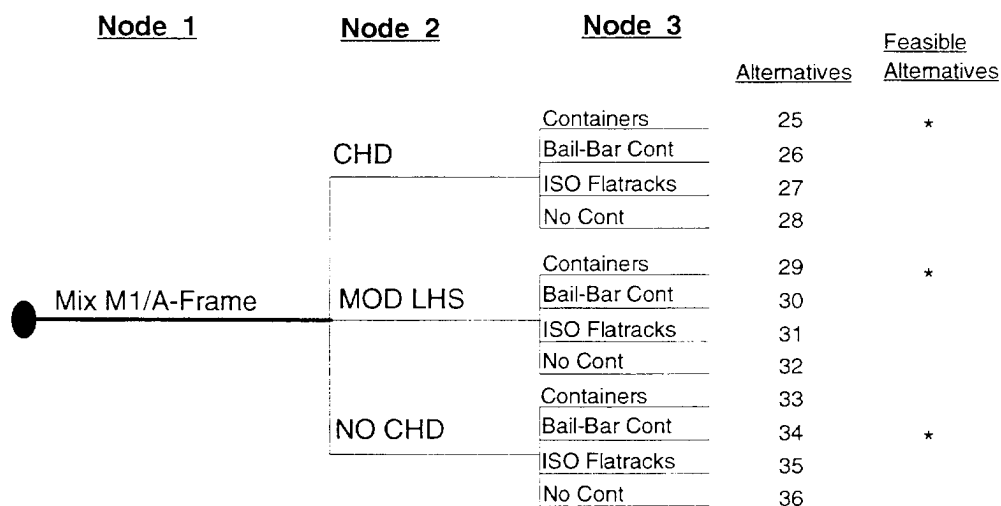 Node 1 Node 2 Node 3
Feasible
Alternatives Alternatives
Containers 25 *
CHD Bail-Bar Cont 26
ISO Flatracks 27
No Cont 28
Containers 29 *
Mix M1/A-Frame MOD LHS Bail-Bar Cont 30
ISO Flatracks 31
No Cont 32
Containers 33
NO CHD Bail-Bar Cont 34 *
ISO Flatracks 35
No Cont 36